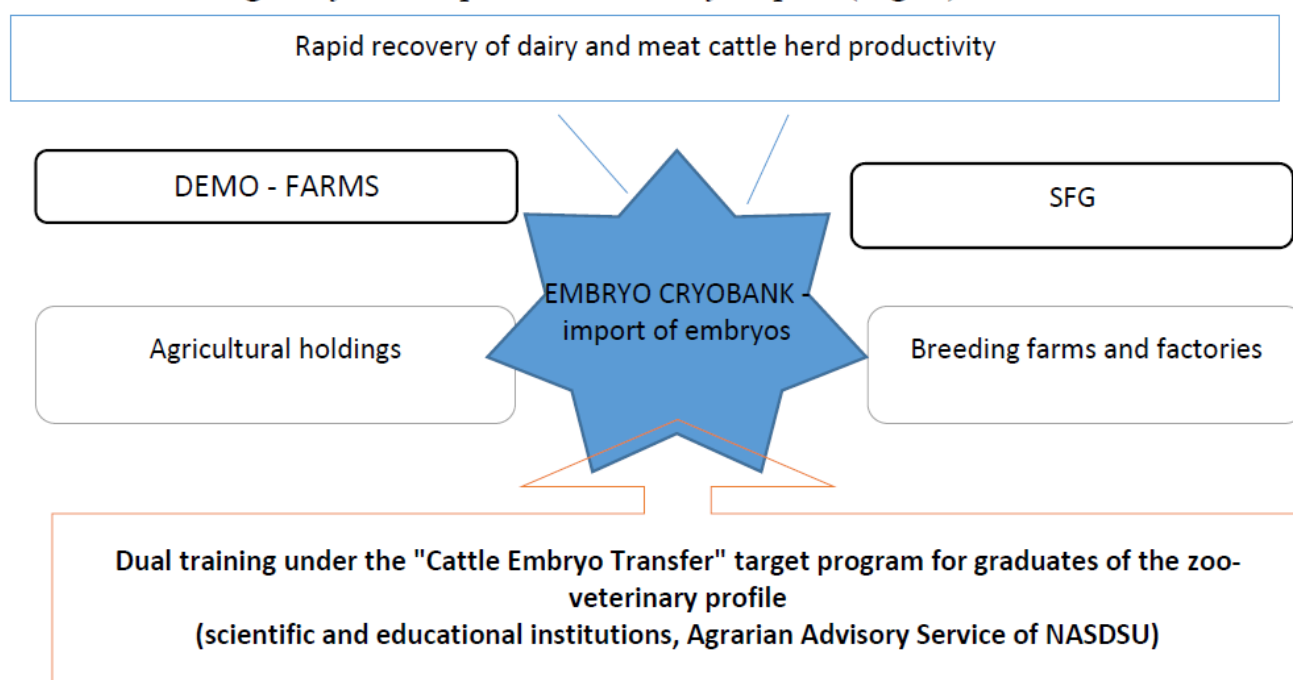 Rapid recovery of dairy and meat cattle herd productivity
DEMO - FARMS
SFG
EMBRYO CRYOBANK -
import of embryos
Agricultural holdings
Breeding farms and factories
Dual training under the "Cattle Embryo Transfer" target program for graduates of the zoo-
veterinary profile
(scientific and educational institutions, Agrarian Advisory Service of NASDSU)